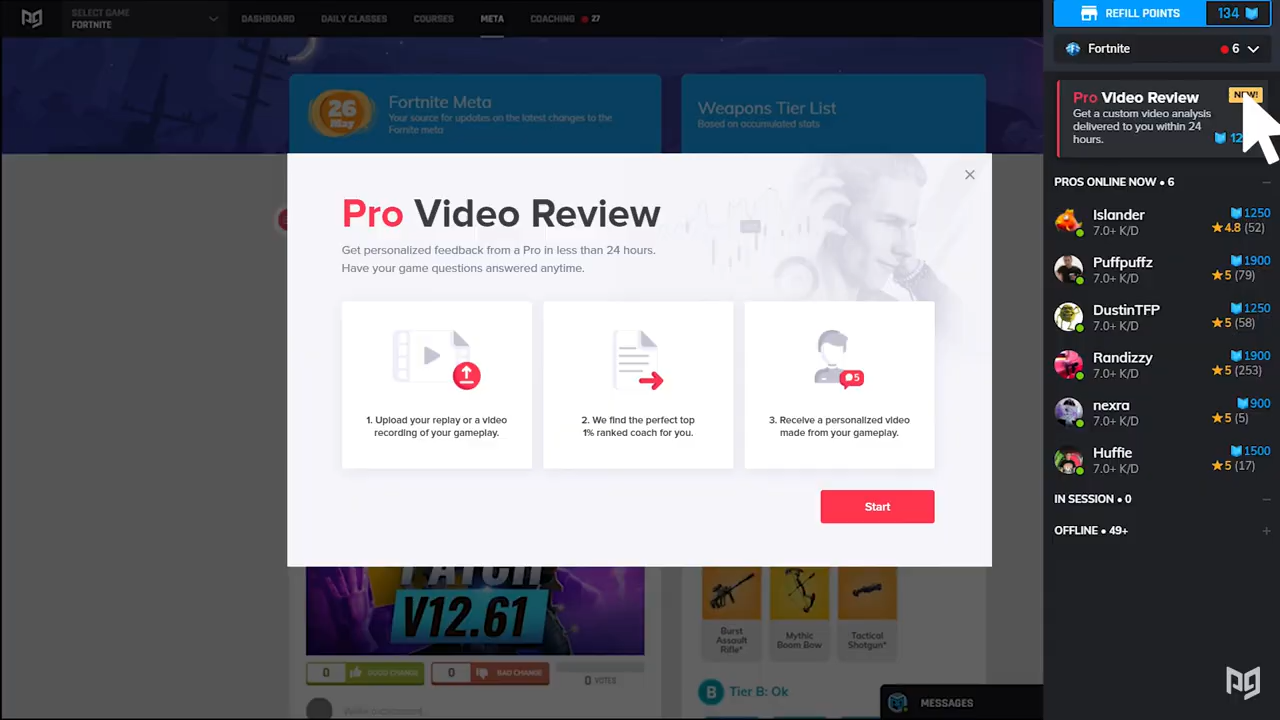 SELECT GAME
FORTNITE
DASHBOARD
DAILY CLASSES
COURSES
META
COACHING
27
REFILL POINTS
134
Fortnite
6
26
May
Fortnite Meta
Your source for updates on the latest changes to the
Fornite meta
Weapons Tier List
Based on accumulated stats
Pro Video Review
Get a custom video analysis
delivered to you within 24
hours.
Pro Video Review
Get personalized feedback from a Pro in less than 24 hours.
Have your game questions answered anytime.
1. Upload your replay or a video
recording of your gameplay.
2. We find the perfect top
1% ranked coach for you.
5
3. Receive a personalized video
made from your gameplay.
Start
PROS ONLINE NOW • 6
Islander
1250
7.0+ K/D
4.8 (52)
Puffpuffz
1900
7.0+ K/D
5 (79)
DustinTFP
1250
7.0+ K/D
5 (58)
Randizzy
1900
7.0+ K/D
5 (253)
nexra
900
7.0+ K/D
5 (5)
Huffie
1500
7.0+ K/D
5 (17)
IN SESSION • 0
OFFLINE • 49+
PATCH
V12.61
0
GOOD CHANGE
0
BAD CHANGE
0 VOTES
Burst
Assault
Rifle*
Mythic
Boom Bow
Tactical
Shotgun*
B
Tier B: Ok
MESSAGES